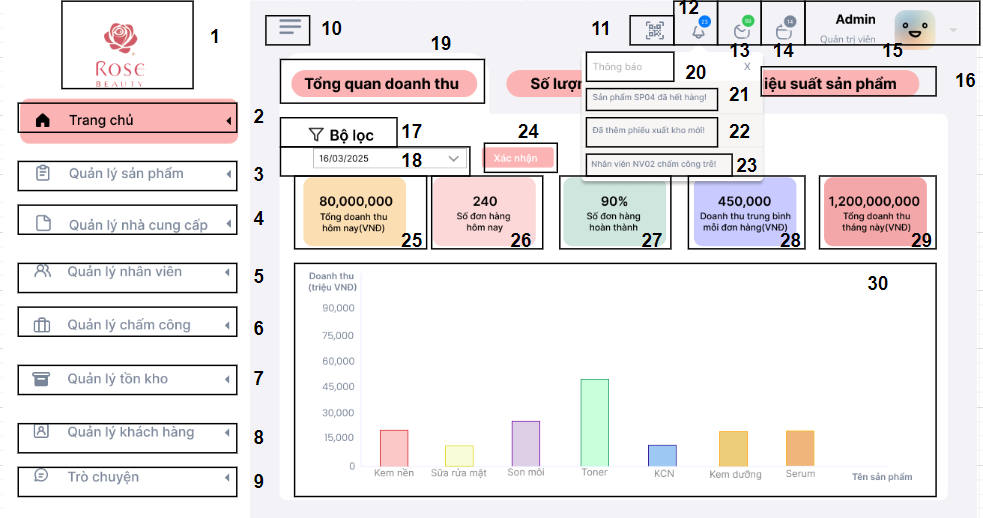 ROSE
BEAUTY
1
Trang chủ
2
Quản lý sản phẩm
3
Quản lý nhà cung cấp
4
Quản lý nhân viên
5
Quản lý chấm công
6
Quản lý tồn kho
7
Quản lý khách hàng
8
Trò chuyện
9
10
11
12
23
99
14
Admin
Quản trị viên
13
14
15
19
Tổng quan doanh thu
Số lượn
iệu suất sản phẩm
16
Thông báo
X
20
Sản phẩm SP04 đã hết hàng!
21
Đã thêm phiếu xuất kho mới!
22
Nhân viên NV02 chấm công trễ!
23
Bộ lọc
17
16/03/2025
18
24
Xác nhận
80,000,000
Tổng doanh thu
hôm nay(VNĐ)
25
240
Số đơn hàng
hôm nay
26
90%
Số đơn hàng
hoàn thành
27
450,000
Doanh thu trung bình
mỗi đơn hàng(VNĐ)
28
1,200,000,000
Tổng doanh thu
tháng này(VNĐ)
29
Doanh thu
(triệu VNĐ)
30
90,000
75,000
60,000
45,000
30,000
15,000
0
Kem nền
Sữa rửa mặt
Son môi
Toner
KCN
Kem dưỡng
Serum
Tên sản phẩm